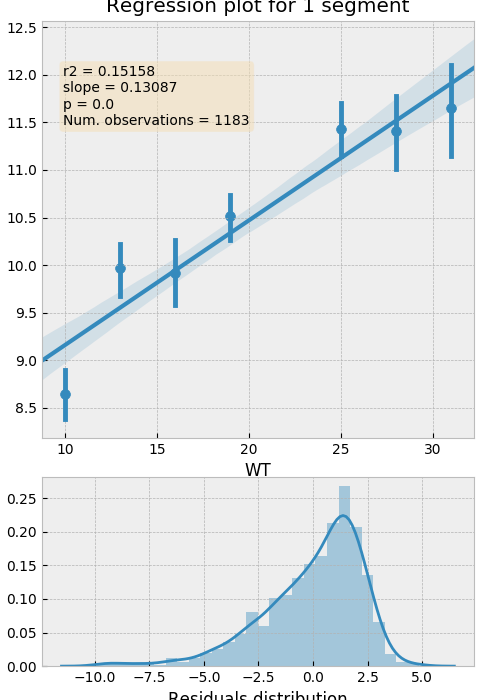 Regression plot for 1 segment
12.5
12.0
11.5
11.0
10.5
10.0
9.5
9.0
8.5
r2 = 0.15158
slope = 0.13087
p = 0.0
Num. observations = 1183
10 15 20 25 30
WT
0.25
0.20
0.15
0.10
0.05
0.00
−10.0 −7.5 −5.0 −2.5 0.0 2.5 5.0
Residuals distribution